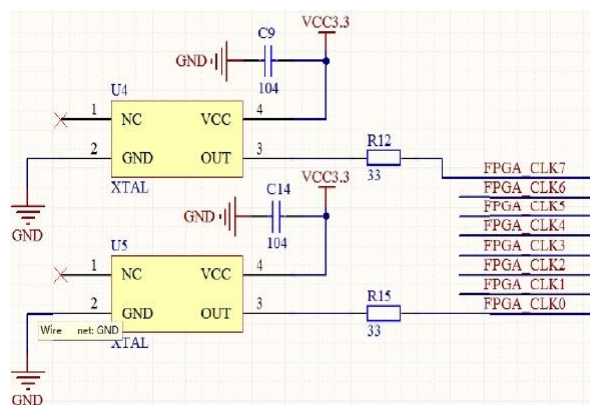 VCC3.3
C9
GND
104
U4
1 NC VCC 4
2 GND OUT 3
XTAL
R12
33
GND
VCC3.3
C14
GND
104
U5
1 NC VCC 4
2 GND OUT 3
XTAL
R15
33
Wire net: GND
GND
FPGA_CLK7
FPGA_CLK6
FPGA_CLK5
FPGA_CLK4
FPGA_CLK3
FPGA_CLK2
FPGA_CLK1
FPGA_CLK0